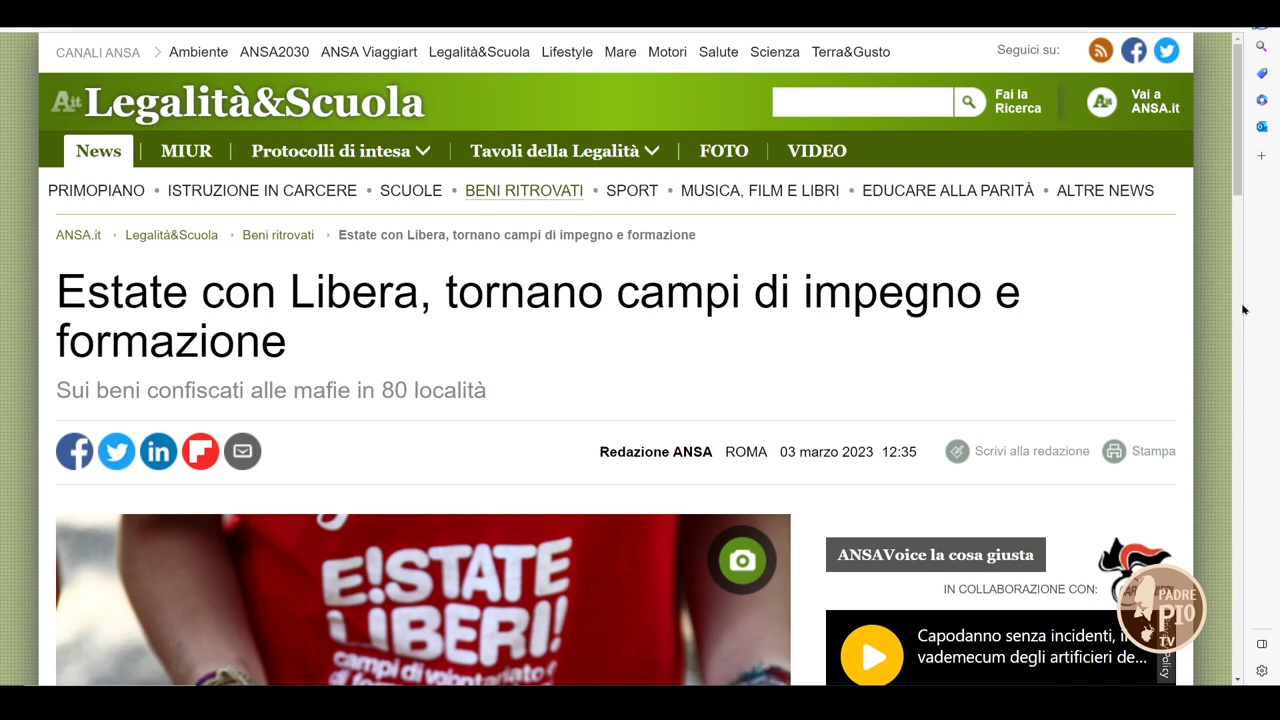 CANALI ANSA Ambiente ANSA2030 ANSA Viaggiart Legalità&Scuola Lifestyle Mare Motori Salute Scienza Terra&Gusto Seguici su:
Ait Legalità&Scuola
Fai la
Ricerca
Vai a
ANSA.it
News MIUR Protocolli di intesa Tavoli della Legalità FOTO VIDEO
PRIMOPIANO • ISTRUZIONE IN CARCERE • SCUOLE • BENI RITROVATI • SPORT • MUSICA, FILM E LIBRI • EDUCARE ALLA PARITÀ • ALTRE NEWS
ANSA.it › Legalità&Scuola › Beni ritrovati › Estate con Libera, tornano campi di impegno e formazione
Estate con Libera, tornano campi di impegno e
formazione
Sui beni confiscati alle mafie in 80 località
Redazione ANSA ROMA 03 marzo 2023 12:35 Scrivi alla redazione Stampa
E!STATE
LIBERI!
campi di volontariato e
ANSAVoice la cosa giusta
IN COLLABORAZIONE CON:
PADRE
PIO
TV
Capodanno senza incidenti, il
vademecum degli artificieri de...
Policy